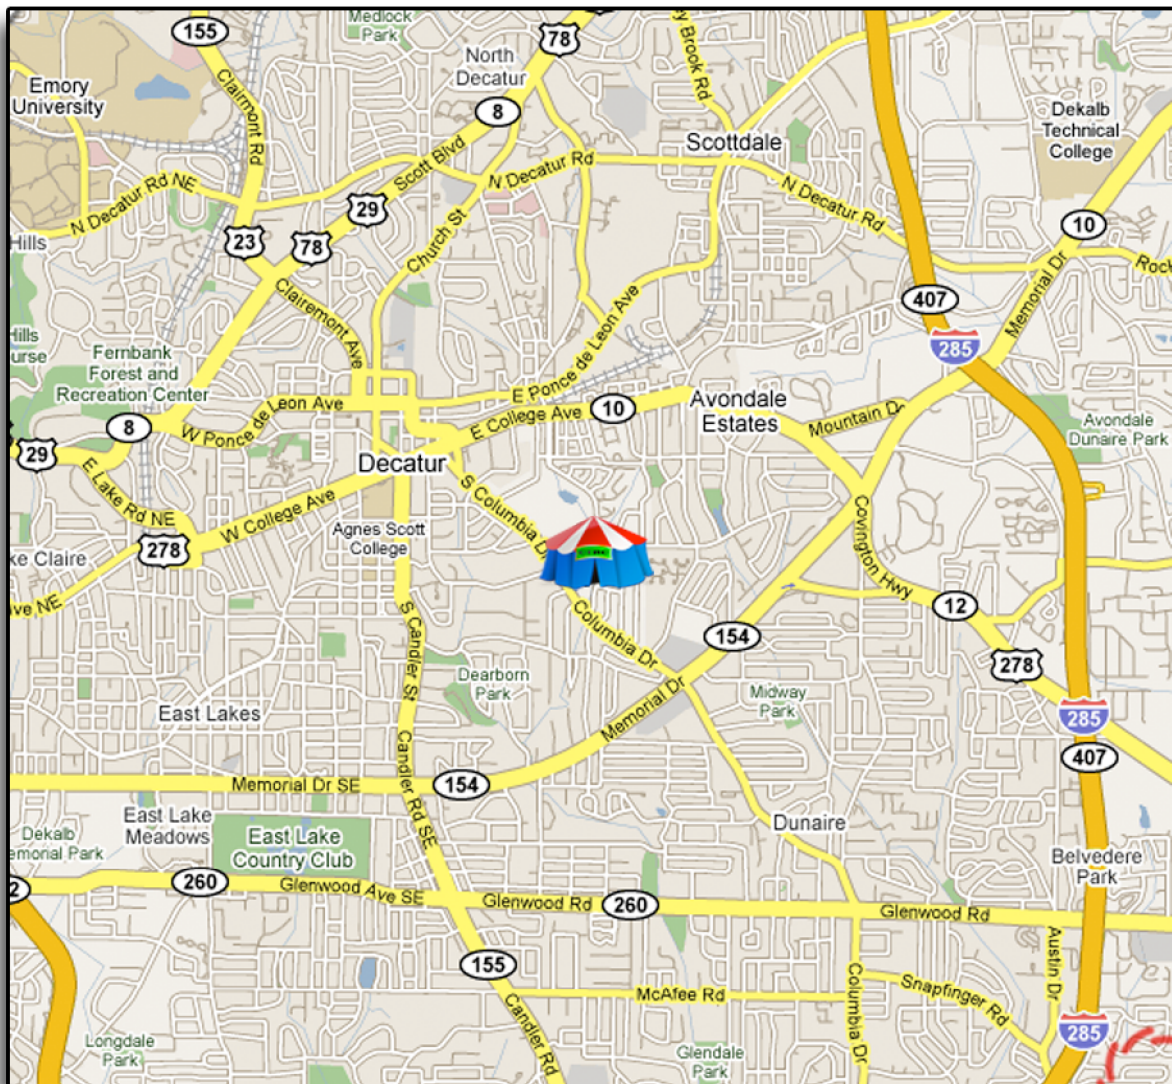 155
Medlock
Park
78
ey Brook Rd
Emory
University
Clairmont Rd
North
Decatur
8
Scott Blvd
Scottdale
Dekalb
Technical
College
N Decatur Rd NE
N Decatur Rd
N Decatur Rd
29
10
Hills
23
78
Church St
Rock
Memorial Dr
407
285
Clairemont Ave
Hills
urse
Fernbank
Forest and
Recreation Center
E Ponce de Leon Ave
W Ponce de Leon Ave
8
E College Ave
10
Avondale
Estates
Mountain Dr
Avondale
Dunaire Park
29
Decatur
E Lake Rd NE
W College Ave
S Columbia Dr
Covington Hwy
278
Agnes Scott
College
ke Claire
ive NE
S Candler St
Columbia Dr
154
12
278
Dearborn
Park
Midway
Park
Memorial Dr
East Lakes
285
407
Candler Rd SE
Memorial Dr SE
154
East Lake
Meadows
Dekalb
emorial Park
East Lake
Country Club
Dunaire
Belvedere
Park
2
260
Glenwood Ave SE
Glenwood Rd
260
Glenwood Rd
155
Candler Rd
McAfee Rd
Columbia Dr
Snapfinger Rd
Austin Dr
285
Longdale
Park
Glendale
Park